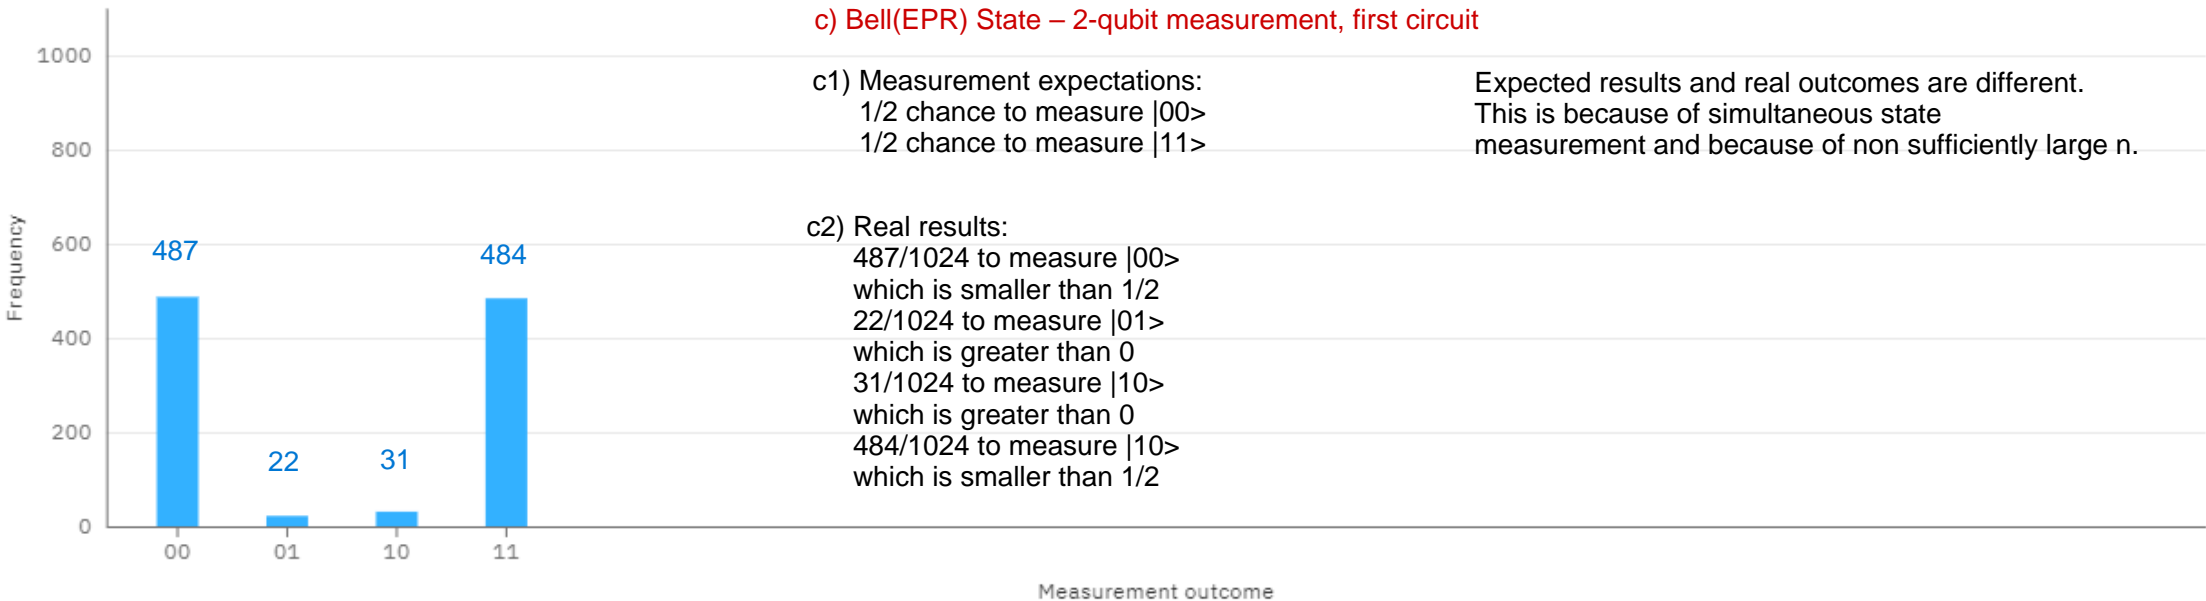 c) Bell(EPR) State – 2-qubit measurement, first circuit
c1) Measurement expectations:
1/2 chance to measure |00>
1/2 chance to measure |11>
Expected results and real outcomes are different.
This is because of simultaneous state
measurement and because of non sufficiently large n.
c2) Real results:
487/1024 to measure |00>
which is smaller than 1/2
22/1024 to measure |01>
which is greater than 0
31/1024 to measure |10>
which is greater than 0
484/1024 to measure |10>
which is smaller than 1/2
Frequency
1000
800
600
400
200
0
487
22
31
484
00
01
10
11
Measurement outcome